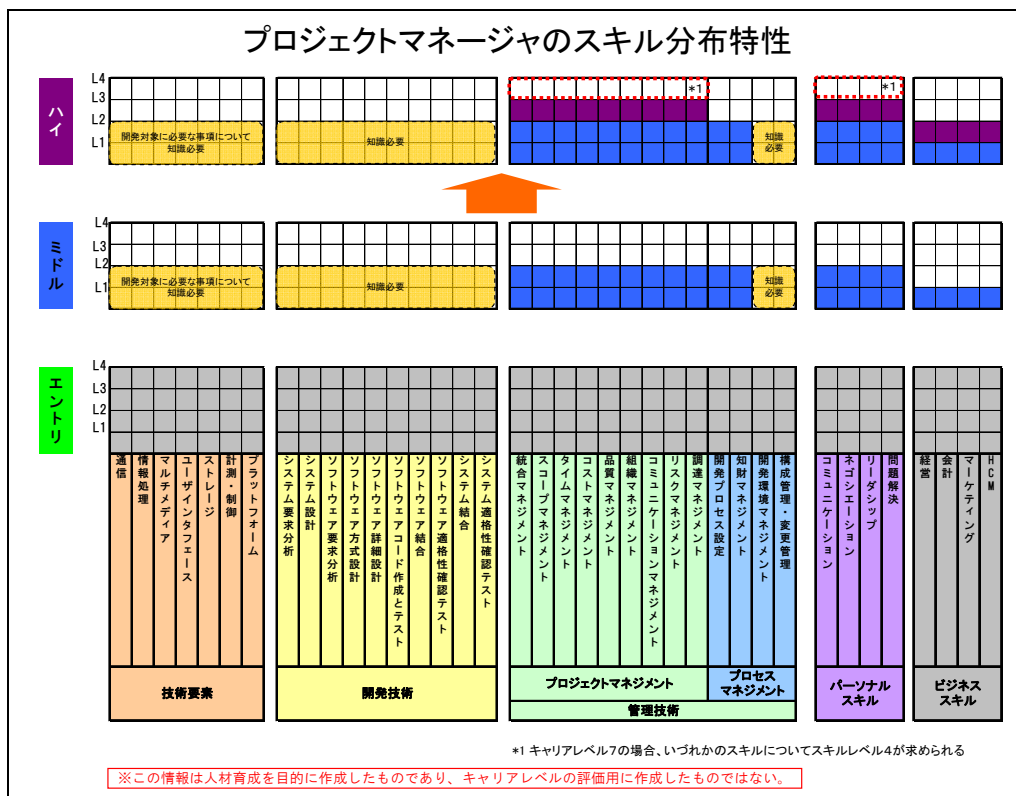 プロジェクトマネージャのスキル分布特性
ハイ
L4
L3
L2
L1
開発対象に必要な事項について
知識必要
知識必要
*1
知識
必要
*1
ミドル
L4
L3
L2
L1
開発対象に必要な事項について
知識必要
知識必要
知識
必要
エントリ
L4
L3
L2
L1
通信
情報処理
マルチメディア
ユーザインタフェース
ストレージ
計測・制御
プラットフォーム
システム要求分析
システム設計
ソフトウェア要求分析
ソフトウェア方式設計
ソフトウェア詳細設計
ソフトウェアコード作成とテスト
ソフトウェア結合
ソフトウェア適格性確認テスト
システム結合
システム適格性確認テスト
統合マネジメント
スコープマネジメント
タイムマネジメント
コストマネジメント
品質マネジメント
組織マネジメント
コミュニケーションマネジメント
リスクマネジメント
調達マネジメント
開発プロセス設定
知財マネジメント
開発環境マネジメント
構成管理・変更管理
コミュニケーション
ネゴシエーション
リーダシップ
問題解決
経営
会計
マーケティング
HCM
技術要素
開発技術
プロジェクトマネジメント
プロセス
マネジメント
管理技術
パーソナル
スキル
ビジネス
スキル
*1 キャリアレベル7の場合、いづれかのスキルについてスキルレベル4が求められる
※この情報は人材育成を目的に作成したものであり、キャリアレベルの評価用に作成したものではない。